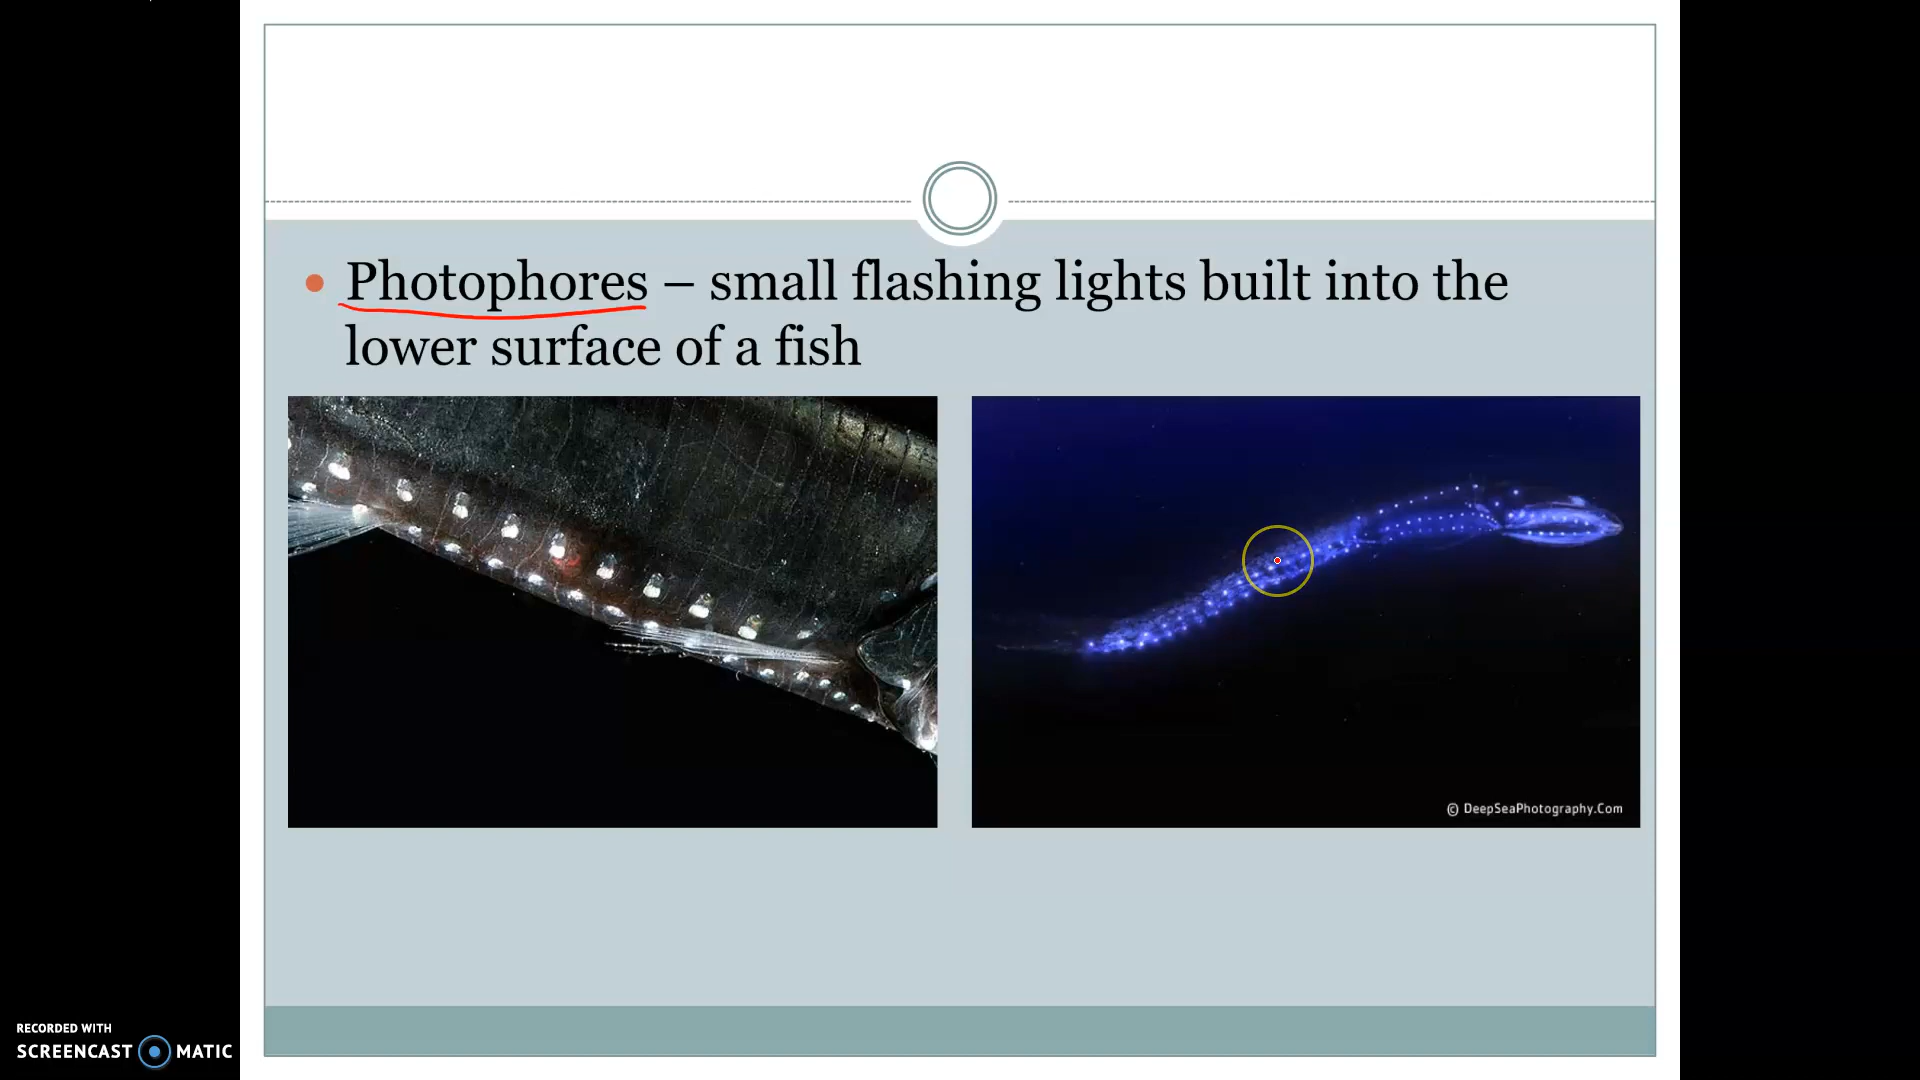 Photophores – small flashing lights built into the
lower surface of a fish
© DeepSeaPhotography.Com
RECORDED WITH
SCREENCAST MATIC